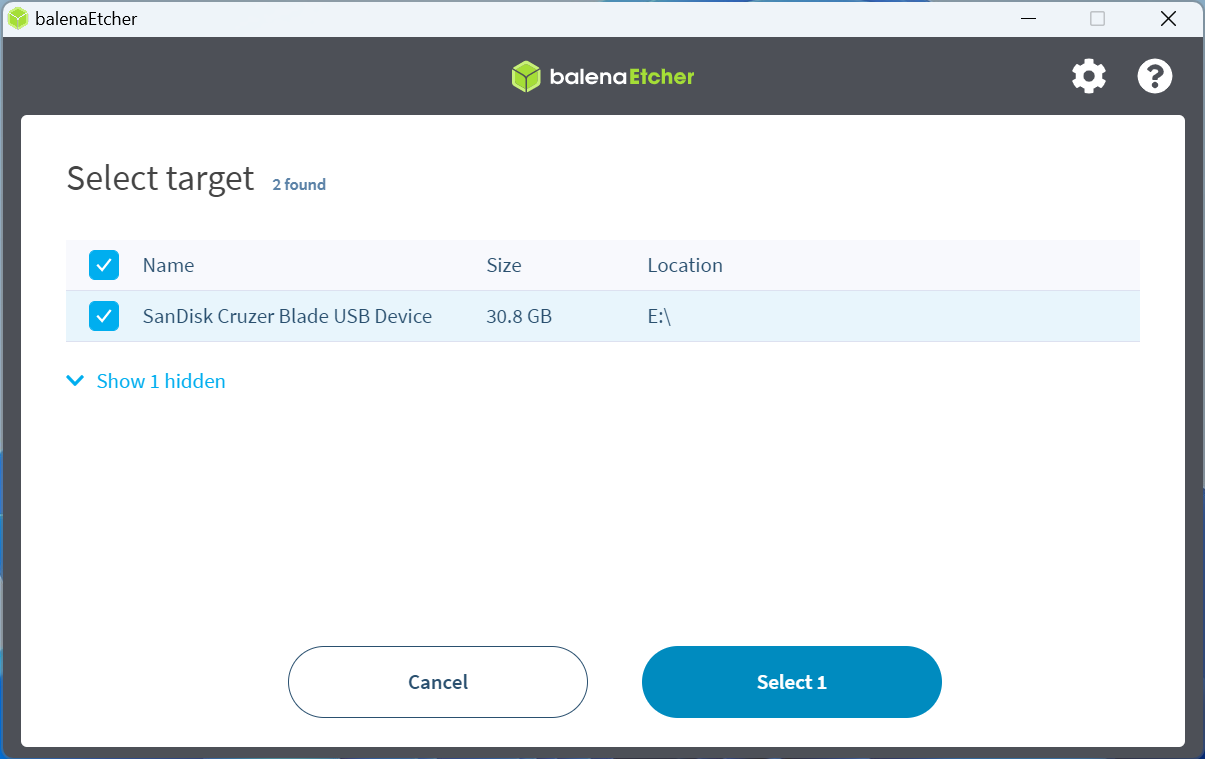 balenaEtcher
balenaEtcher
Select target 2 found
Name Size Location
SanDisk Cruzer Blade USB Device 30.8 GB E:\
Show 1 hidden
Cancel Select 1